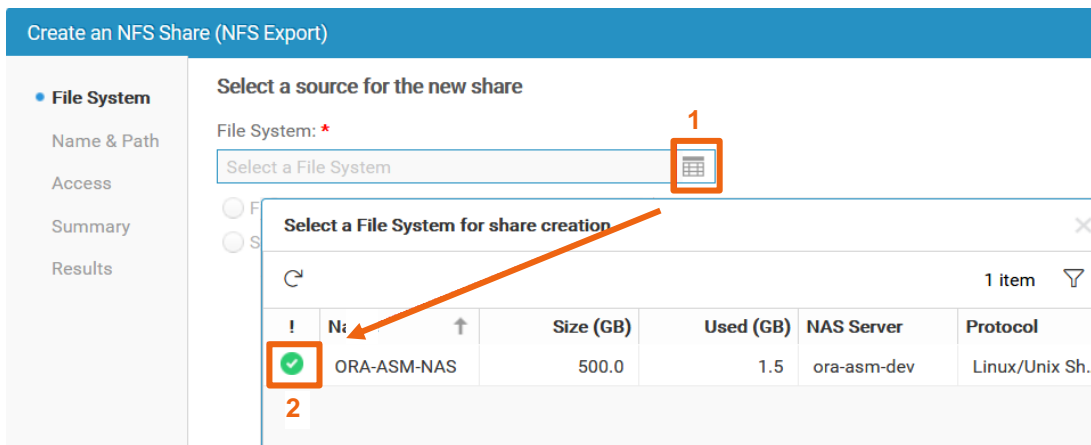 Create an NFS Share (NFS Export)
File System
Name & Path
Access
Summary
Results
Select a source for the new share
File System: *
1
Select a File System
F
S
Select a File System for share creation
1 item
! Na Size (GB) Used (GB) NAS Server Protocol
ORA-ASM-NAS 500.0 1.5 ora-asm-dev Linux/Unix Sh.
2